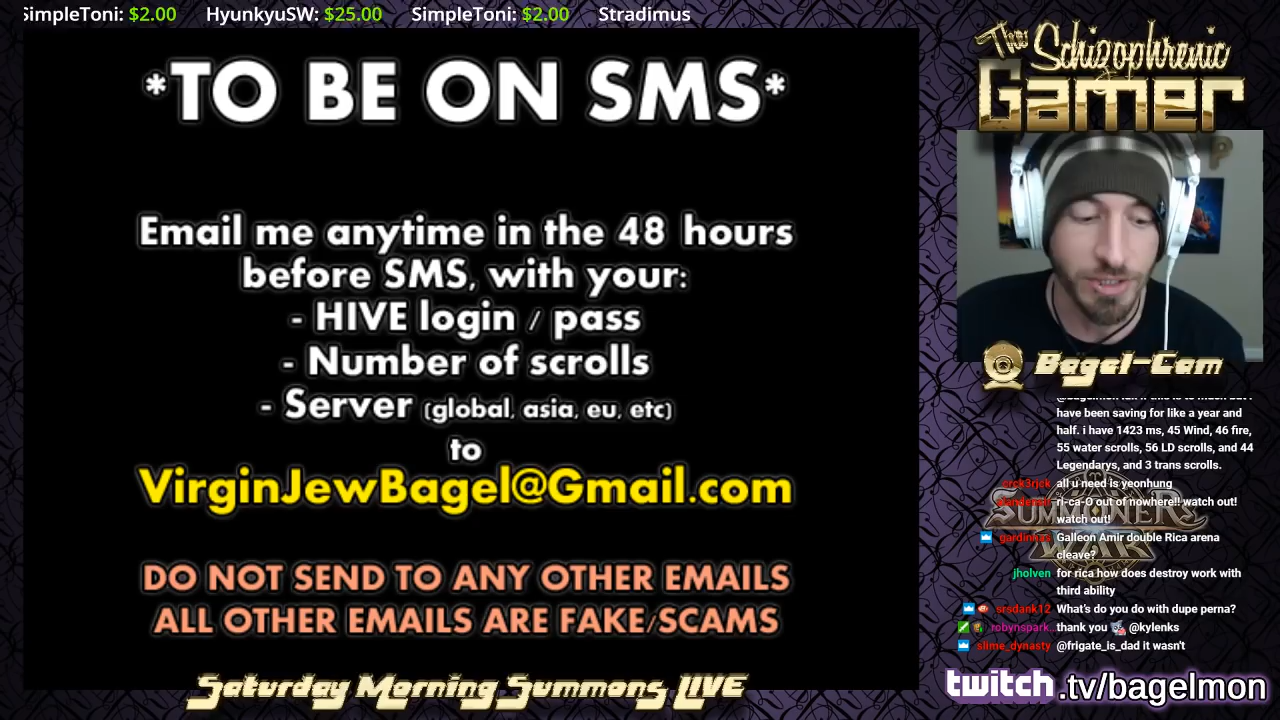 SimpleToni: $2.00 HyunkyuSW: $25.00 SimpleToni: $2.00 Stradimus
*TO BE ON SMS*
Email me anytime in the 48 hours
before SMS, with your:
- HIVE login / pass
- Number of scrolls
- Server (global, asia, eu, etc)
to
VirginJewBagel@Gmail.com
DO NOT SEND TO ANY OTHER EMAILS
ALL OTHER EMAILS ARE FAKE/SCAMS
Saturday Morning Summons LIVE
The Schizophrenic
Gamer
Bagel-Cam
have been saving for like a year and
half. i have 1423 ms, 45 Wind, 46 fire,
55 water scrolls, 56 LD scrolls, and 44
Legendarys, and 3 trans scrolls.
all u need is yeonhung
ri-ca-O out of nowhere!! watch out!
watch out!
SUMMONERS
WAR
gardinhaa Galleon Amir double Rica arena
cleave?
jholven for rica how does destroy work with
third ability
srsdank12 What's do you do with dupe perna?
robynspark.. thank you @kylenks
slime_dynasty @frigate_is_dad it wasn't
twitch.tv/bagelmon